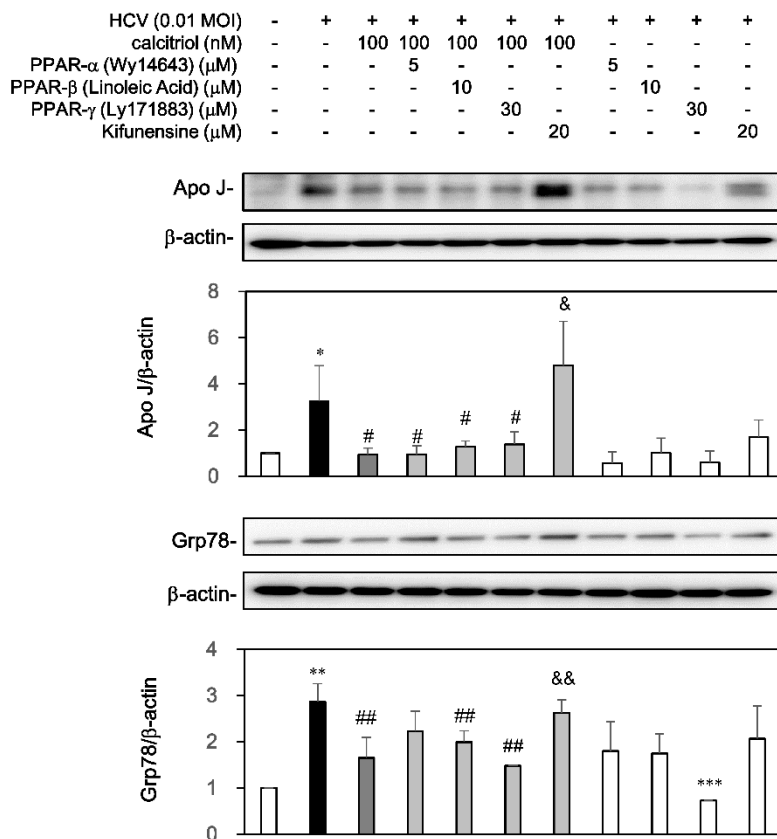 HCV (0.01 MOI) - + + + + + + + + + +
calcitriol (nM) - - 100 100 100 100 100 - - - -
PPAR-α (Wy14643) (μM) - - - 5 - - - 5 - - -
PPAR-β (Linoleic Acid) (μM) - - - - 10 - - - 10 - -
PPAR-γ (Ly171883) (μM) - - - - - 30 - - - 30 -
Kifunensine (μM) - - - - - - 20 - - - 20
Apo J-
β-actin-
Apo J/β-actin
8
6
4
2
0
*
#
#
#
#
&
Grp78-
β-actin-
Grp78/β-actin
4
3
2
1
0
**
##
##
##
&&
***